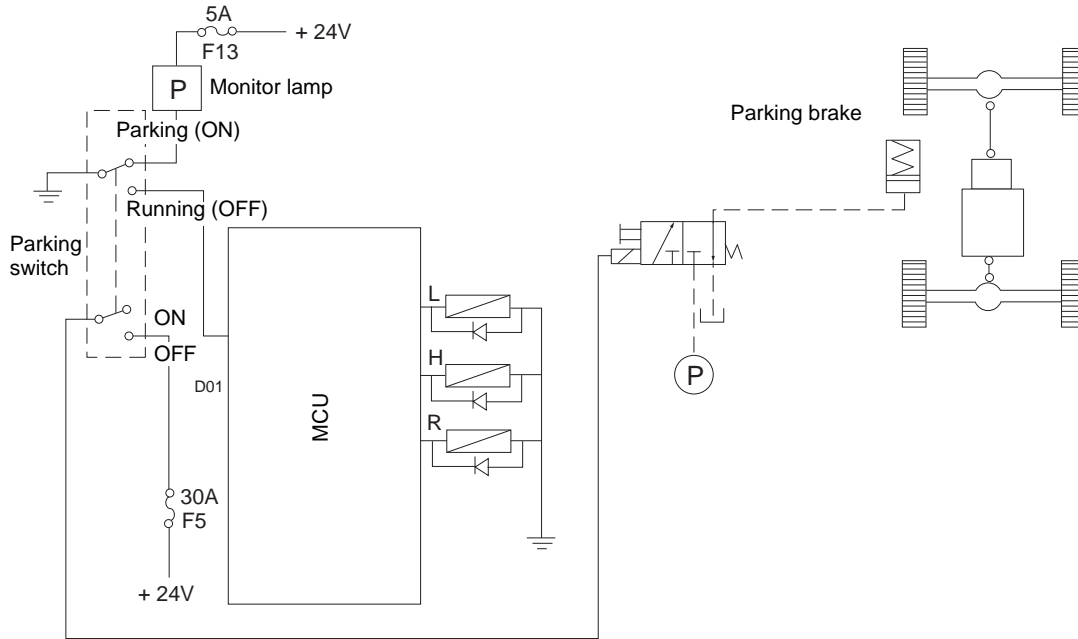 5A
+ 24V
F13
P
Monitor lamp
Parking (ON)
Running (OFF)
Parking
switch
ON
OFF
D01
MCU
L
H
R
30A
F5
+ 24V
Parking brake
P